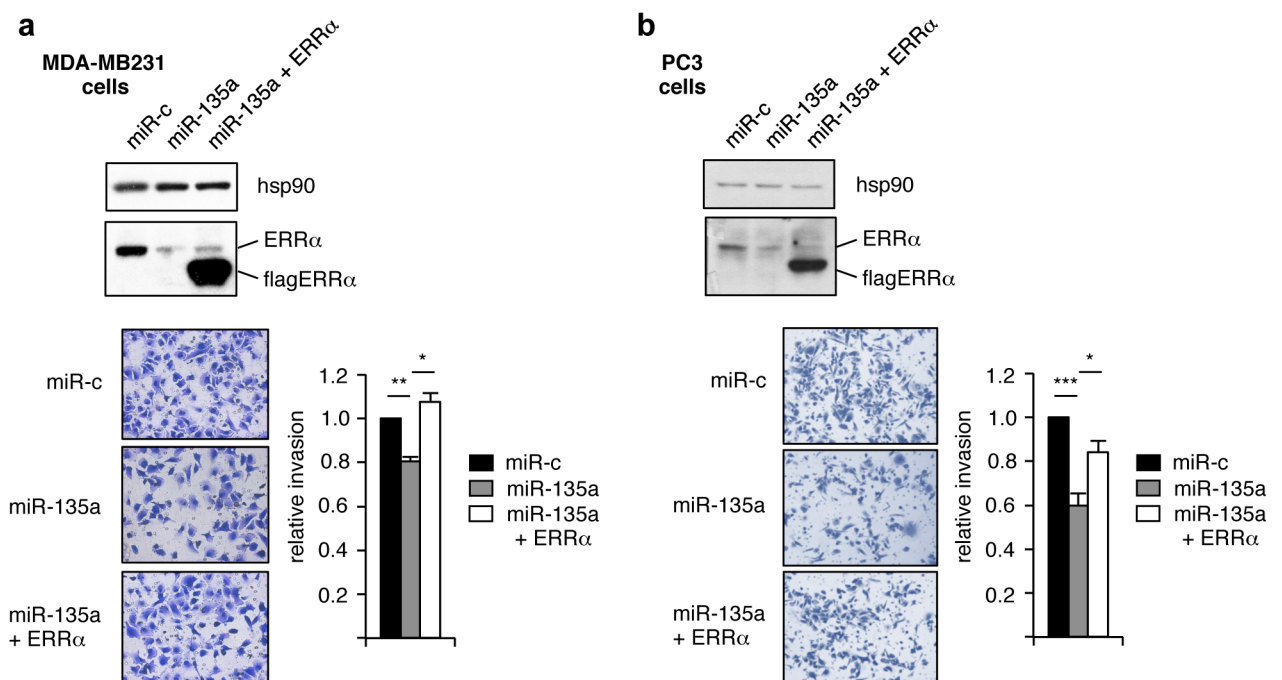 a
MDA-MB231
cells
miR-c
miR-135a
miR-135a + ERRα
hsp90
ERRα
flagERRα
miR-c
miR-135a
miR-135a
+ ERRα
relative invasion
1.2
1.0
0.8
0.6
0.4
0.2
**
*
miR-c
miR-135a
miR-135a
+ ERRα
b
PC3
cells
miR-c
miR-135a
miR-135a + ERRα
hsp90
ERRα
flagERRα
miR-c
miR-135a
miR-135a
+ ERRα
relative invasion
1.2
1.0
0.8
0.6
0.4
0.2
***
*
miR-c
miR-135a
miR-135a
+ ERRα